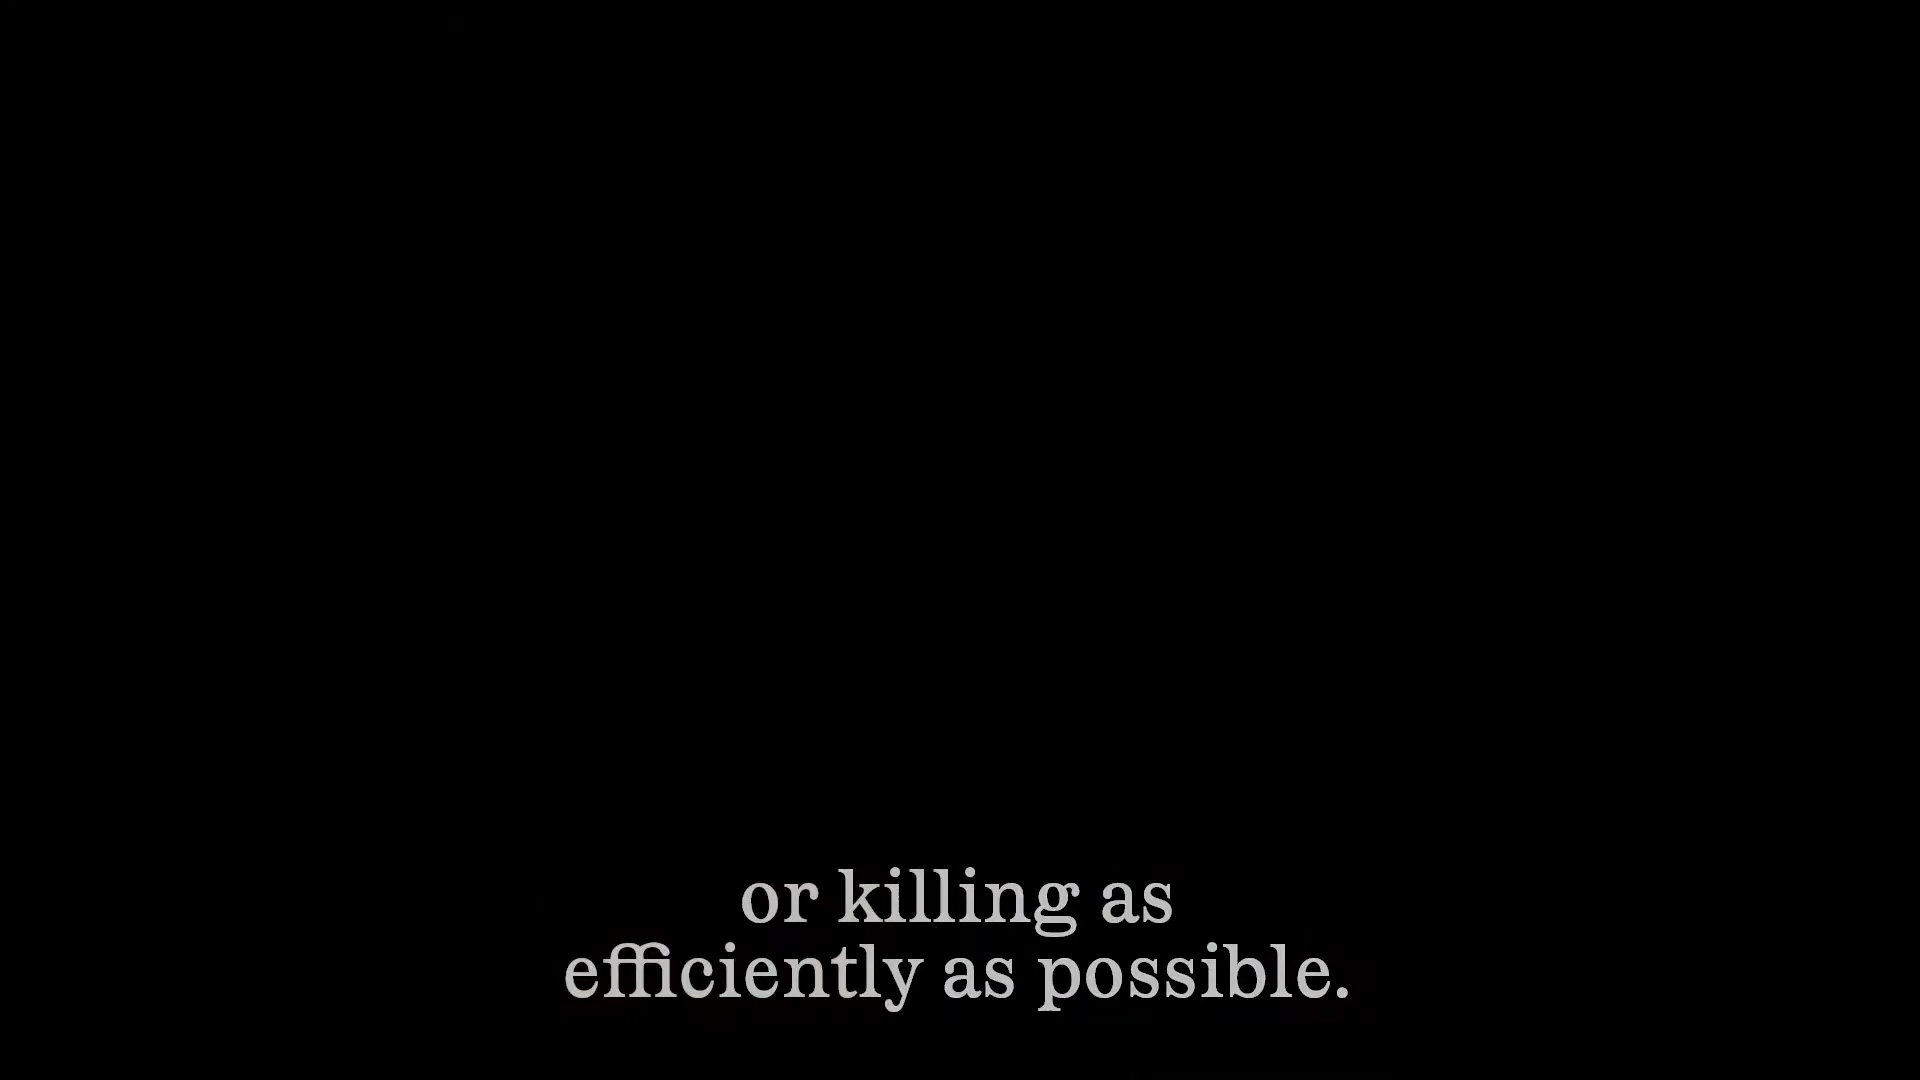 or killing as
efficiently as possible.